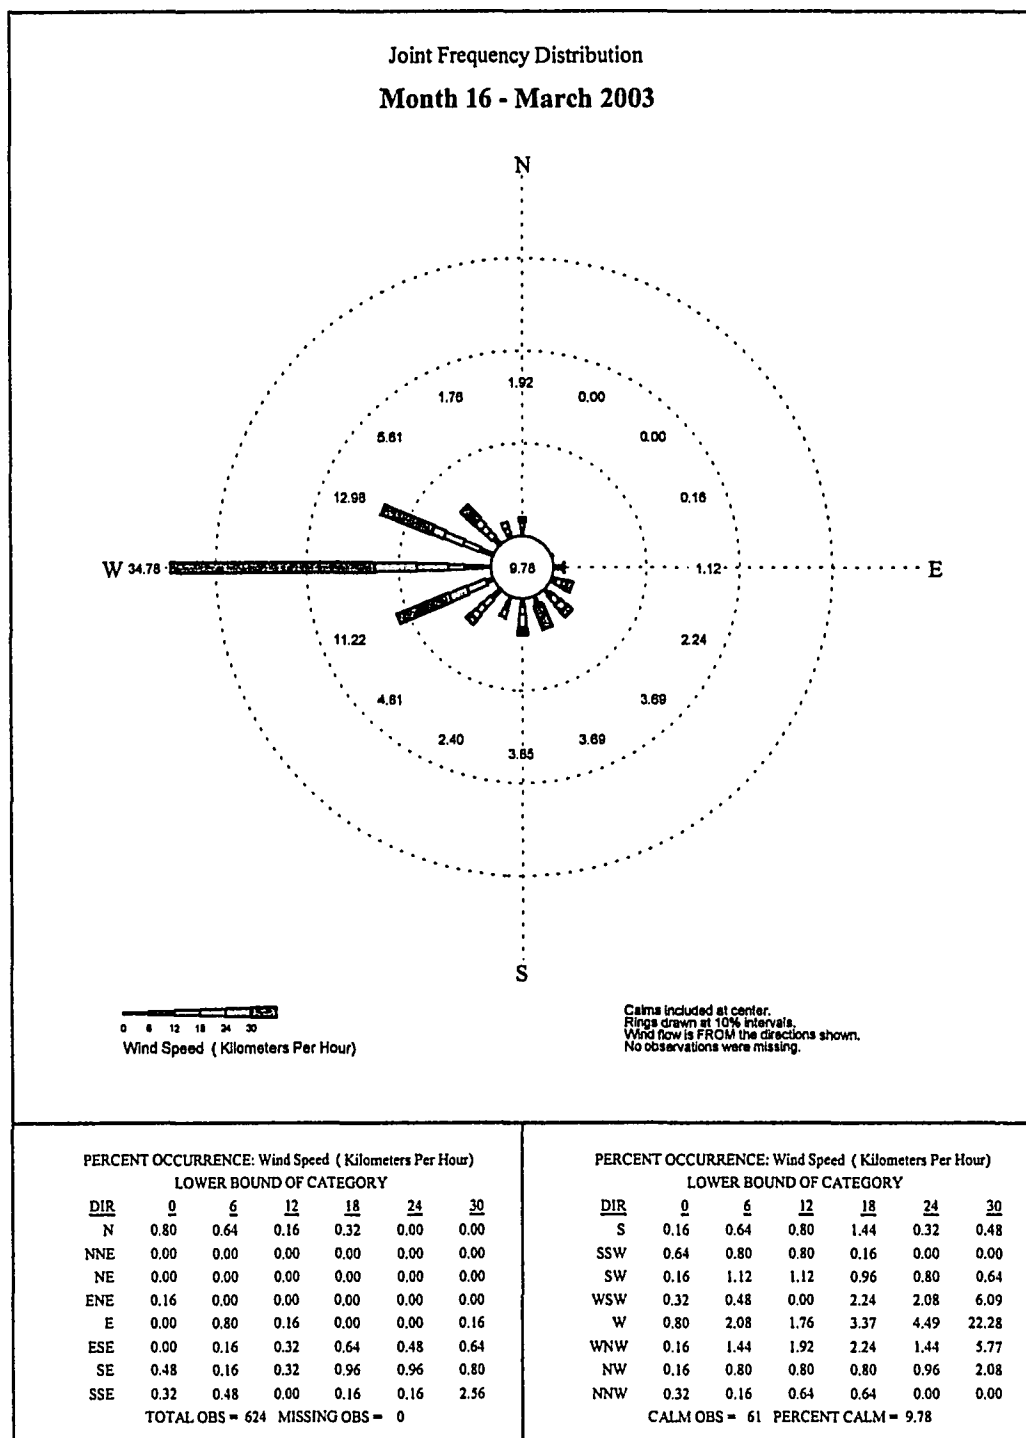 Joint Frequency Distribution
Month 16 - March 2003
N
1.92
1.76
0.00
5.61
0.00
12.98
0.16
W 34.78
9.78
1.12
E
11.22
2.24
4.81
3.69
2.40
3.85
3.69
S
0 6 12 18 24 30
Wind Speed ( Kilometers Per Hour)
Calms included at center.
Rings drawn at 10% intervals.
Wind flow is FROM the directions shown.
No observations were missing.
PERCENT OCCURRENCE: Wind Speed ( Kilometers Per Hour)
LOWER BOUND OF CATEGORY
DIR 0 6 12 18 24 30
N 0.80 0.64 0.16 0.32 0.00 0.00
NNE 0.00 0.00 0.00 0.00 0.00 0.00
NE 0.00 0.00 0.00 0.00 0.00 0.00
ENE 0.16 0.00 0.00 0.00 0.00 0.00
E 0.00 0.80 0.16 0.00 0.00 0.16
ESE 0.00 0.16 0.32 0.64 0.48 0.64
SE 0.48 0.16 0.32 0.96 0.96 0.80
SSE 0.32 0.48 0.00 0.16 0.16 2.56
TOTAL OBS = 624 MISSING OBS = 0
PERCENT OCCURRENCE: Wind Speed ( Kilometers Per Hour)
LOWER BOUND OF CATEGORY
DIR 0 6 12 18 24 30
S 0.16 0.64 0.80 1.44 0.32 0.48
SSW 0.64 0.80 0.80 0.16 0.00 0.00
SW 0.16 1.12 1.12 0.96 0.80 0.64
WSW 0.32 0.48 0.00 2.24 2.08 6.09
W 0.80 2.08 1.76 3.37 4.49 22.28
WNW 0.16 1.44 1.92 2.24 1.44 5.77
NW 0.16 0.80 0.80 0.80 0.96 2.08
NNW 0.32 0.16 0.64 0.64 0.00 0.00
CALM OBS = 61 PERCENT CALM = 9.78